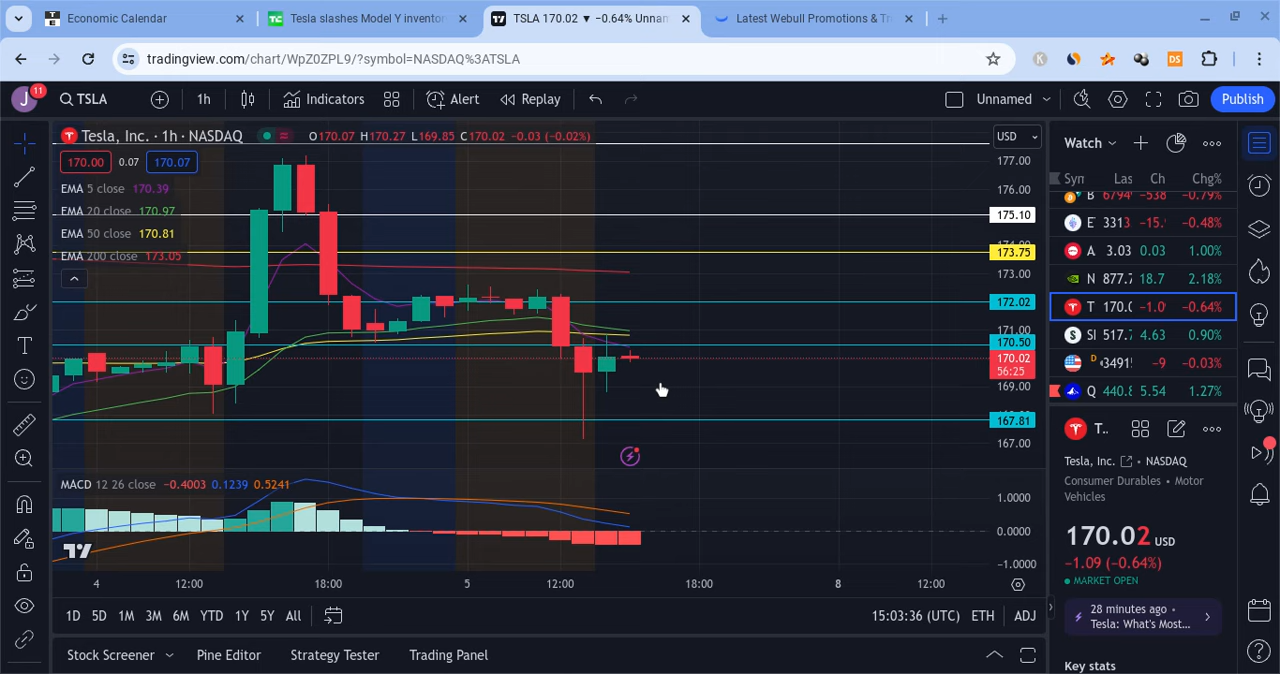 Economic Calendar
Tesla slashes Model Y inventor
TSLA 170.02 ▼ −0.64% Unnam
Latest Webull Promotions & Tr
tradingview.com/chart/WpZ0ZPL9/?symbol=NASDAQ%3ATSLA
K
DS
J
11
TSLA
1h
Indicators
Alert
Replay
Unnamed
Publish
Tesla, Inc. · 1h · NASDAQ
O170.07 H170.27 L169.85 C170.02 −0.03 (−0.02%)
USD
170.00
0.07
170.07
EMA 5 close 170.39
EMA 20 close 170.97
EMA 50 close 170.81
EMA 200 close 173.05
177.00
176.00
175.10
174.00
173.75
173.00
172.02
171.00
170.50
170.02
56:25
169.00
167.81
167.00
MACD 12 26 close −0.4003 0.1239 0.5241
1.0000
0.0000
−1.0000
4
12:00
18:00
5
12:00
18:00
8
12:00
1D
5D
1M
3M
6M
YTD
1Y
5Y
All
15:03:36 (UTC)
ETH
ADJ
Stock Screener
Pine Editor
Strategy Tester
Trading Panel
Watch
Las
Ch
Chg%
B 6794 −538 −0.79%
E 3313 −15. −0.48%
A 3.03 0.03 1.00%
N 877.7 18.7 2.18%
T 170.0 −1.0 −0.64%
SI 517.7 4.63 0.90%
D 3491 −9 −0.03%
Q 440.8 5.54 1.27%
T..
Tesla, Inc.
NASDAQ
Consumer Durables • Motor
Vehicles
170.02 USD
−1.09 (−0.64%)
MARKET OPEN
28 minutes ago •
Tesla: What's Most...
Key stats